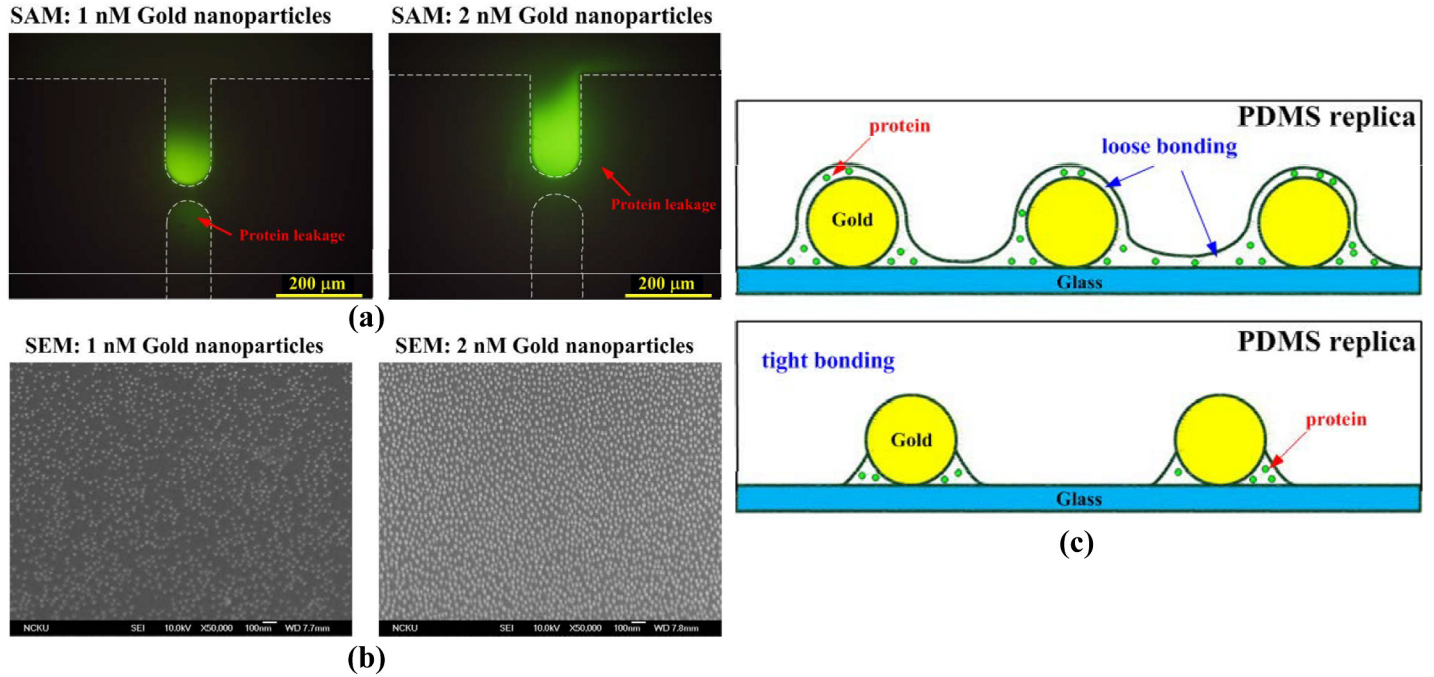 SAM: 1 nM Gold nanoparticles
SAM: 2 nM Gold nanoparticles
Protein leakage
200 µm
Protein leakage
200 µm
(a)
SEM: 1 nM Gold nanoparticles
SEM: 2 nM Gold nanoparticles
NCKU SEI 10.0kV X50,000 100nm WD 7.7mm
NCKU SEI 10.0kV X50,000 100nm WD 7.8mm
(b)
PDMS replica
protein
loose bonding
Gold
Glass
PDMS replica
tight bonding
protein
Gold
Glass
(c)